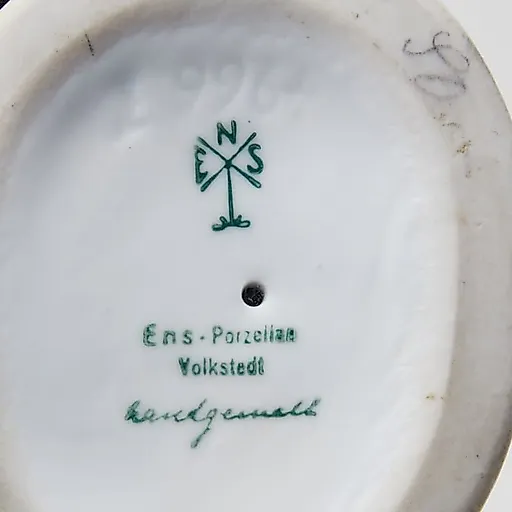 N
E S
Ens-Porzellan
Volkstedt
handgemalt